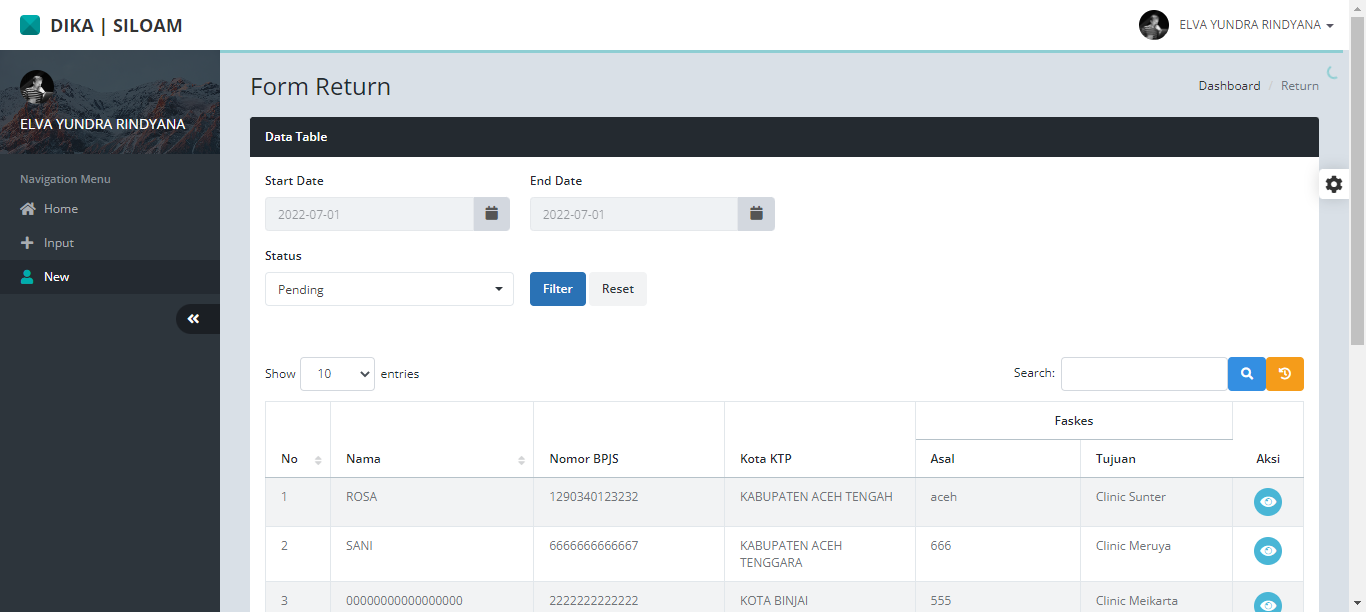 DIKA | SILOAM
ELVA YUNDRA RINDYANA
ELVA YUNDRA RINDYANA
Navigation Menu
Home
Input
New
Form Return
Dashboard / Return
Data Table
Start Date End Date
2022-07-01 2022-07-01
Status
Pending Filter Reset
Show 10 entries Search:
Faskes
No Nama Nomor BPJS Kota KTP Asal Tujuan Aksi
1 ROSA 1290340123232 KABUPATEN ACEH TENGAH aceh Clinic Sunter
2 SANI 6666666666667 KABUPATEN ACEH 666 Clinic Meruya
TENGGARA
3 00000000000000000 2222222222222 KOTA BINJAI 555 Clinic Meikarta